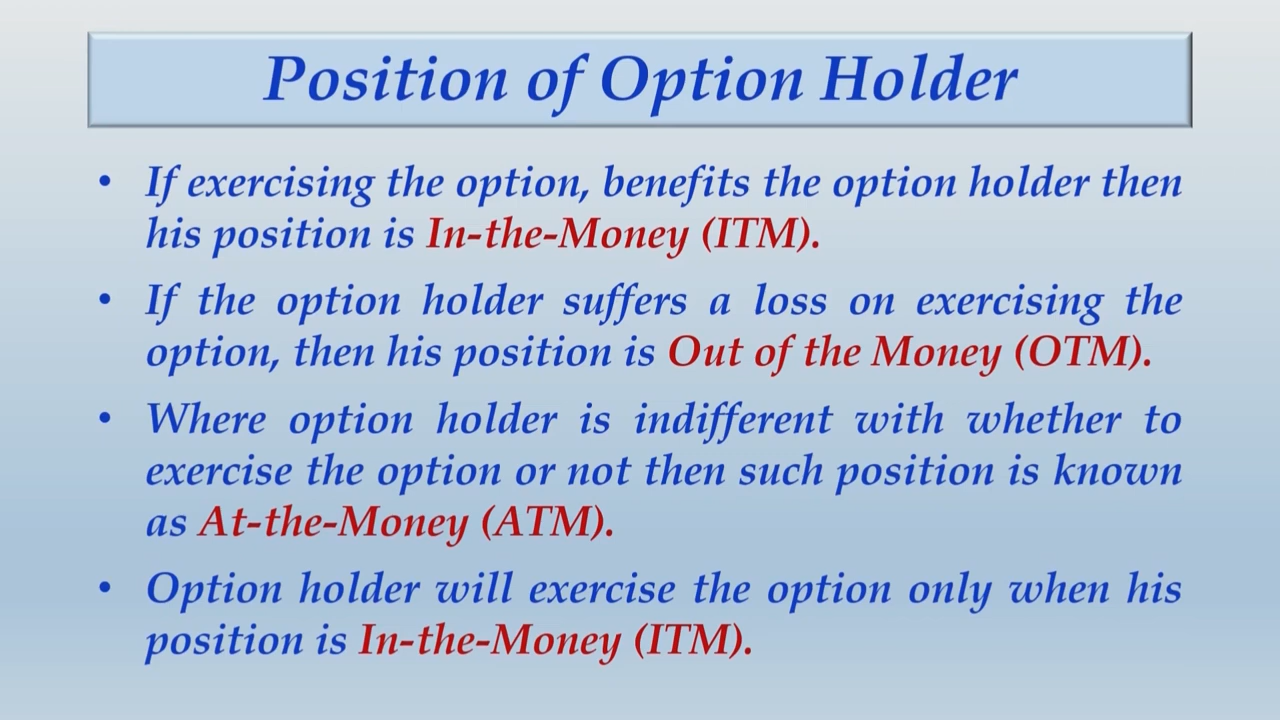 Position of Option Holder
• If exercising the option, benefits the option holder then
his position is In-the-Money (ITM).
• If the option holder suffers a loss on exercising the
option, then his position is Out of the Money (OTM).
• Where option holder is indifferent with whether to
exercise the option or not then such position is known
as At-the-Money (ATM).
• Option holder will exercise the option only when his
position is In-the-Money (ITM).